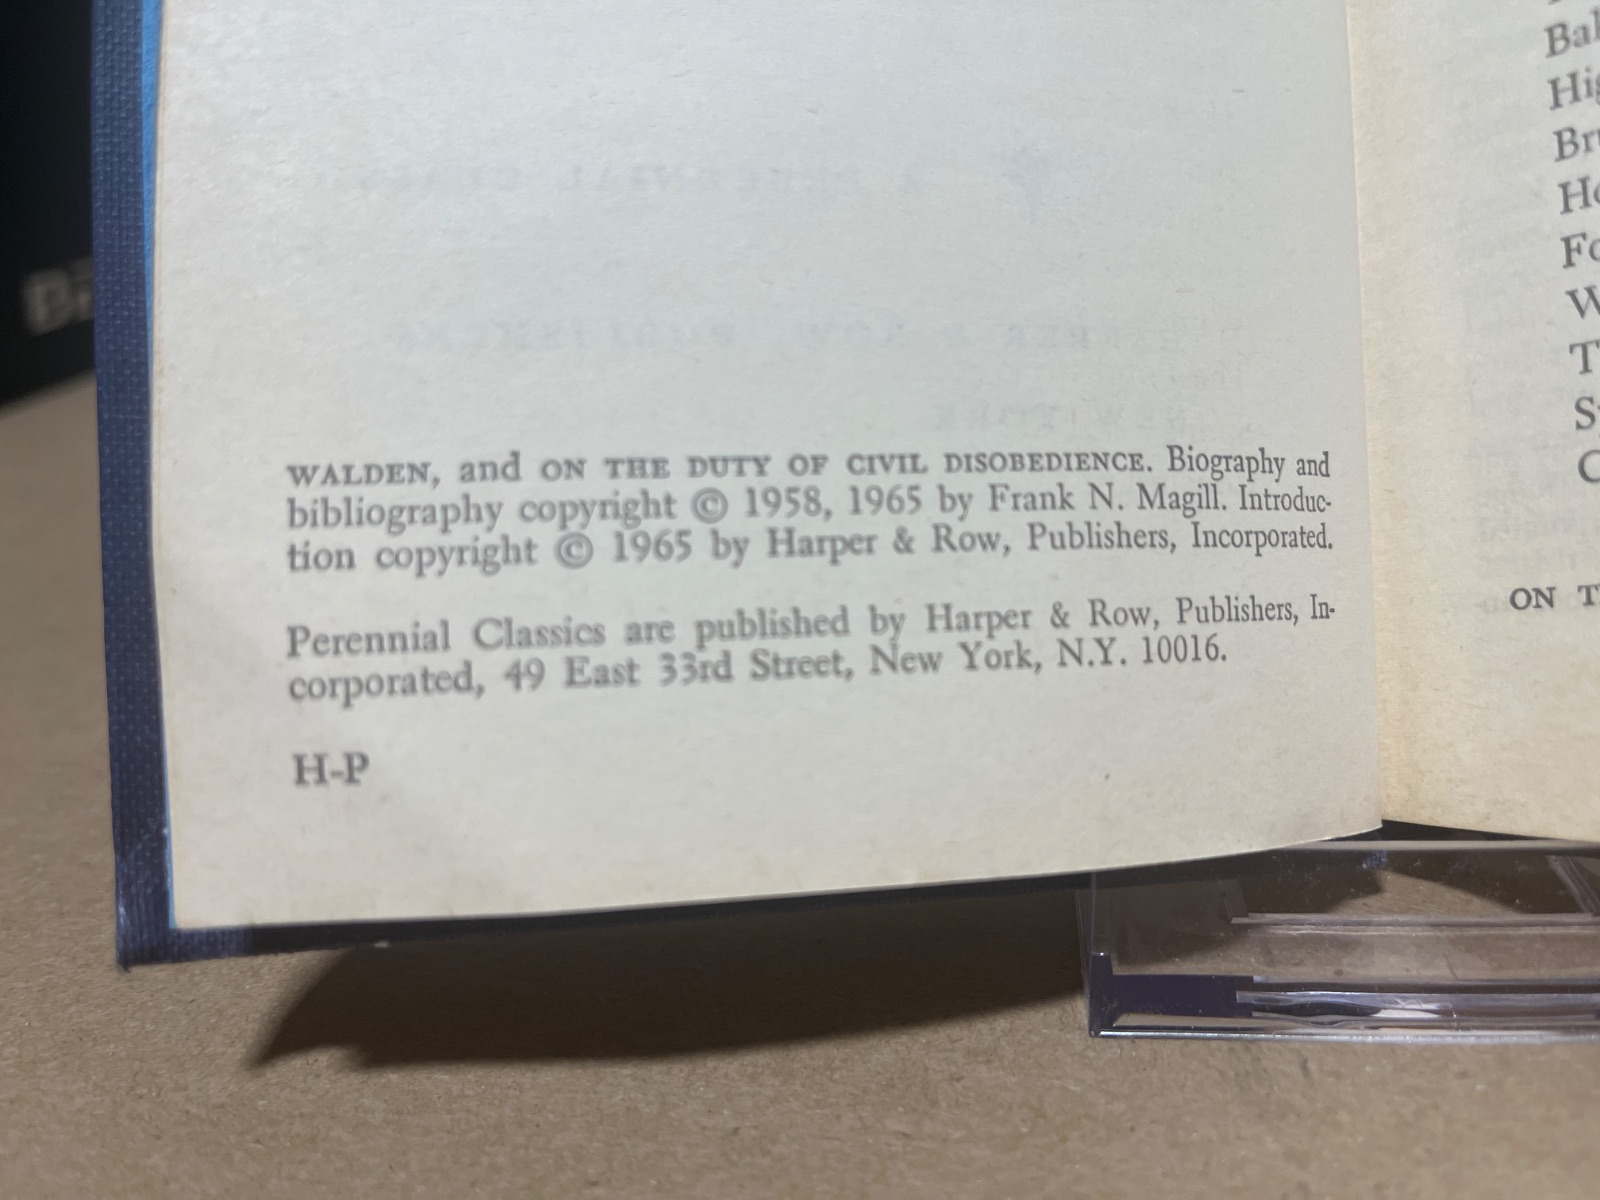 WALDEN, and ON THE DUTY OF CIVIL DISOBEDIENCE. Biography and
bibliography copyright © 1958, 1965 by Frank N. Magill. Introduc-
tion copyright © 1965 by Harper & Row, Publishers, Incorporated.
Perennial Classics are published by Harper & Row, Publishers, In-
corporated, 49 East 33rd Street, New York, N.Y. 10016.
H-P
ON